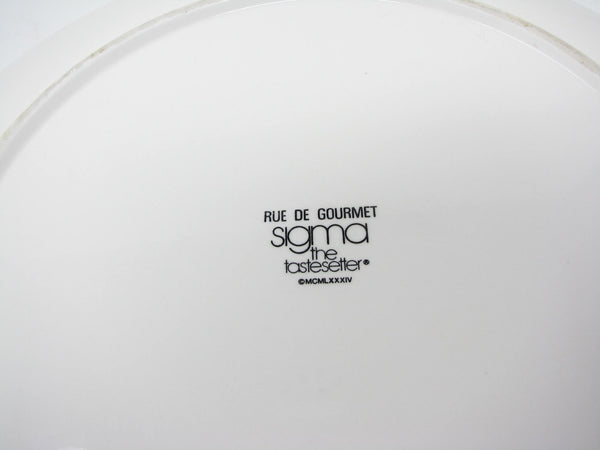 RUE DE GOURMET
sigma
the
tastesetter®
©MCMLXXXIV